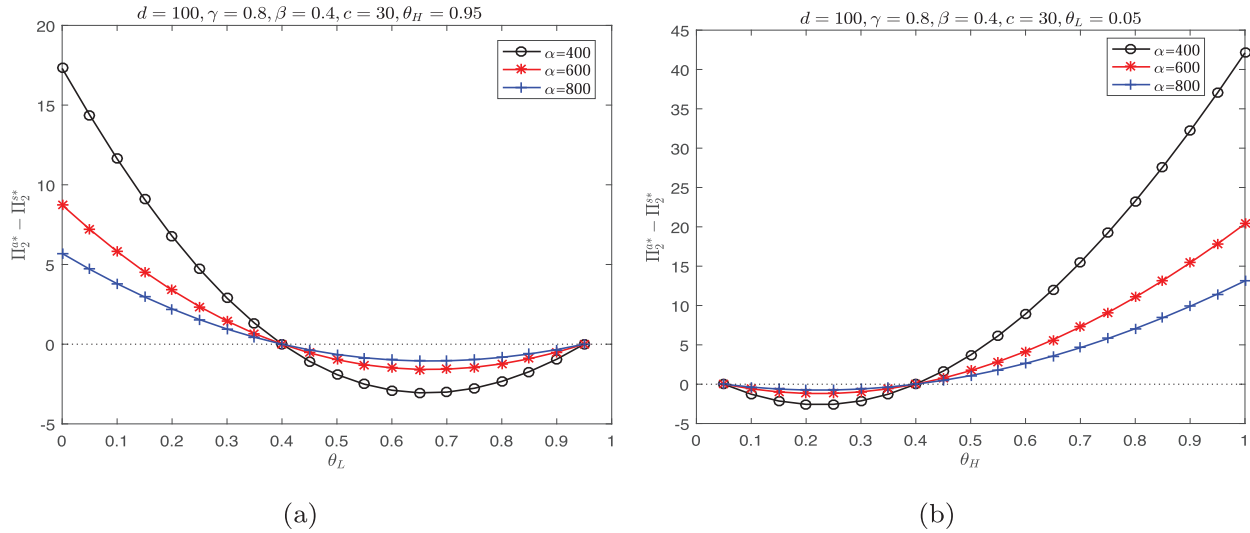 d = 100, γ = 0.8, β = 0.4, c = 30, θ_H = 0.95
20
15
10
5
0
-5
Π₂^{a*} − Π₂^{s*}
α=400
α=600
α=800
0 0.1 0.2 0.3 0.4 0.5 0.6 0.7 0.8 0.9 1
θ_L
(a)
d = 100, γ = 0.8, β = 0.4, c = 30, θ_L = 0.05
45
40
35
30
25
20
15
10
5
0
-5
Π₂^{a*} − Π₂^{s*}
α=400
α=600
α=800
0 0.1 0.2 0.3 0.4 0.5 0.6 0.7 0.8 0.9 1
θ_H
(b)